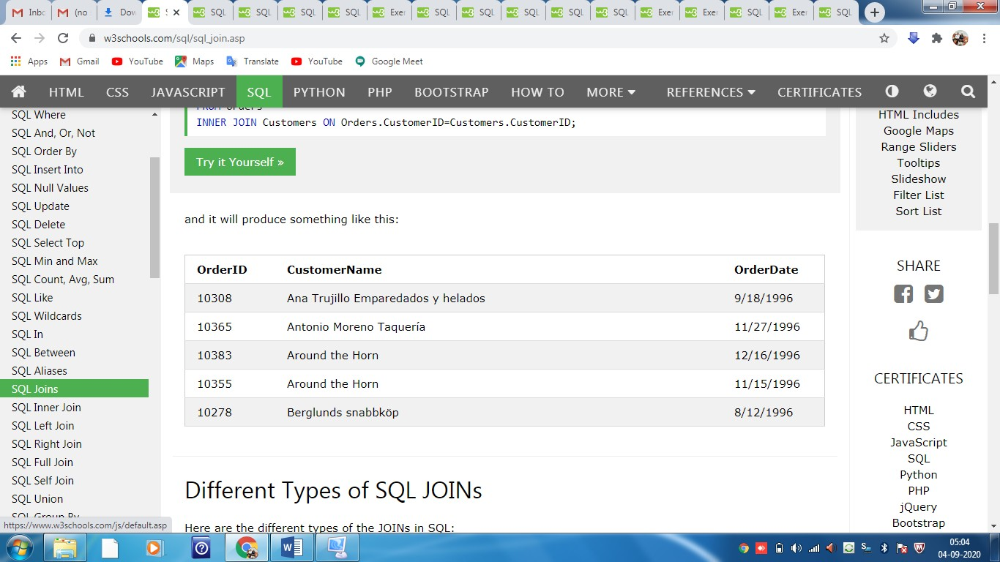 Inbc
(no
Dow
S
SQL
SQL
SQL
SQL
Exer
SQL
SQL
SQL
SQL
SQL
Exer
Exer
SQL
Exer
SQL
w3schools.com/sql/sql_join.asp
Apps Gmail YouTube Maps Translate YouTube Google Meet
HTML CSS JAVASCRIPT SQL PYTHON PHP BOOTSTRAP HOW TO MORE REFERENCES CERTIFICATES
SQL Where
SQL And, Or, Not
SQL Order By
SQL Insert Into
SQL Null Values
SQL Update
SQL Delete
SQL Select Top
SQL Min and Max
SQL Count, Avg, Sum
SQL Like
SQL Wildcards
SQL In
SQL Between
SQL Aliases
SQL Joins
SQL Inner Join
SQL Left Join
SQL Right Join
SQL Full Join
SQL Self Join
SQL Union
SQL Group By
https://www.w3schools.com/js/default.asp
FROM Orders
INNER JOIN Customers ON Orders.CustomerID=Customers.CustomerID;
Try it Yourself »
and it will produce something like this:
OrderID CustomerName OrderDate
10308 Ana Trujillo Emparedados y helados 9/18/1996
10365 Antonio Moreno Taquería 11/27/1996
10383 Around the Horn 12/16/1996
10355 Around the Horn 11/15/1996
10278 Berglunds snabbköp 8/12/1996
Different Types of SQL JOINs
Here are the different types of the JOINs in SQL:
HTML Includes
Google Maps
Range Sliders
Tooltips
Slideshow
Filter List
Sort List
SHARE
CERTIFICATES
HTML
CSS
JavaScript
SQL
Python
PHP
jQuery
Bootstrap
05:04
04-09-2020